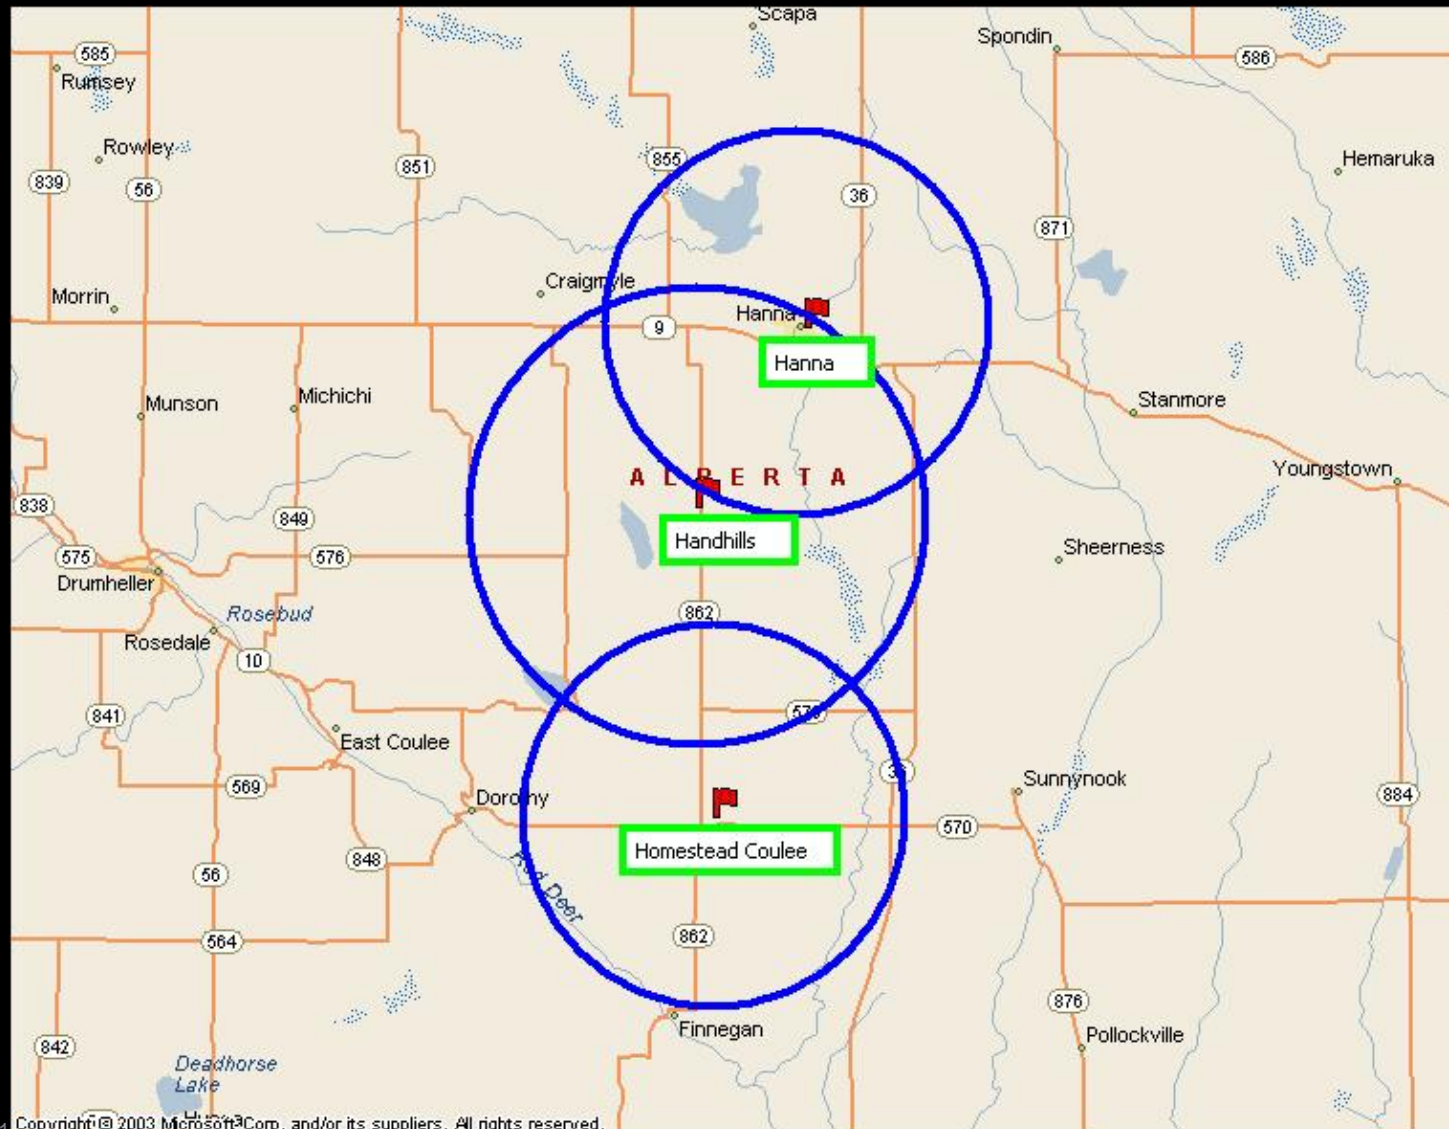 Scapa
Spondin
585
586
Rumsey
Rowley
855
851
Hemaruka
839
56
36
871
Craigmyle
Morrin
Hanna
9
Hanna
Michichi
Munson
Stanmore
ALBERTA
Youngstown
838
849
Handhills
Sheerness
575
576
Drumheller
Rosebud
862
Rosedale
10
841
570
East Coulee
36
Sunnynook
569
Dorothy
884
570
Homestead Coulee
848
56
Red Deer
862
564
876
Finnegan
Pollockville
842
Deadhorse
Lake
Hussar
Copyright © 2003 Microsoft Corp. and/or its suppliers. All rights reserved.